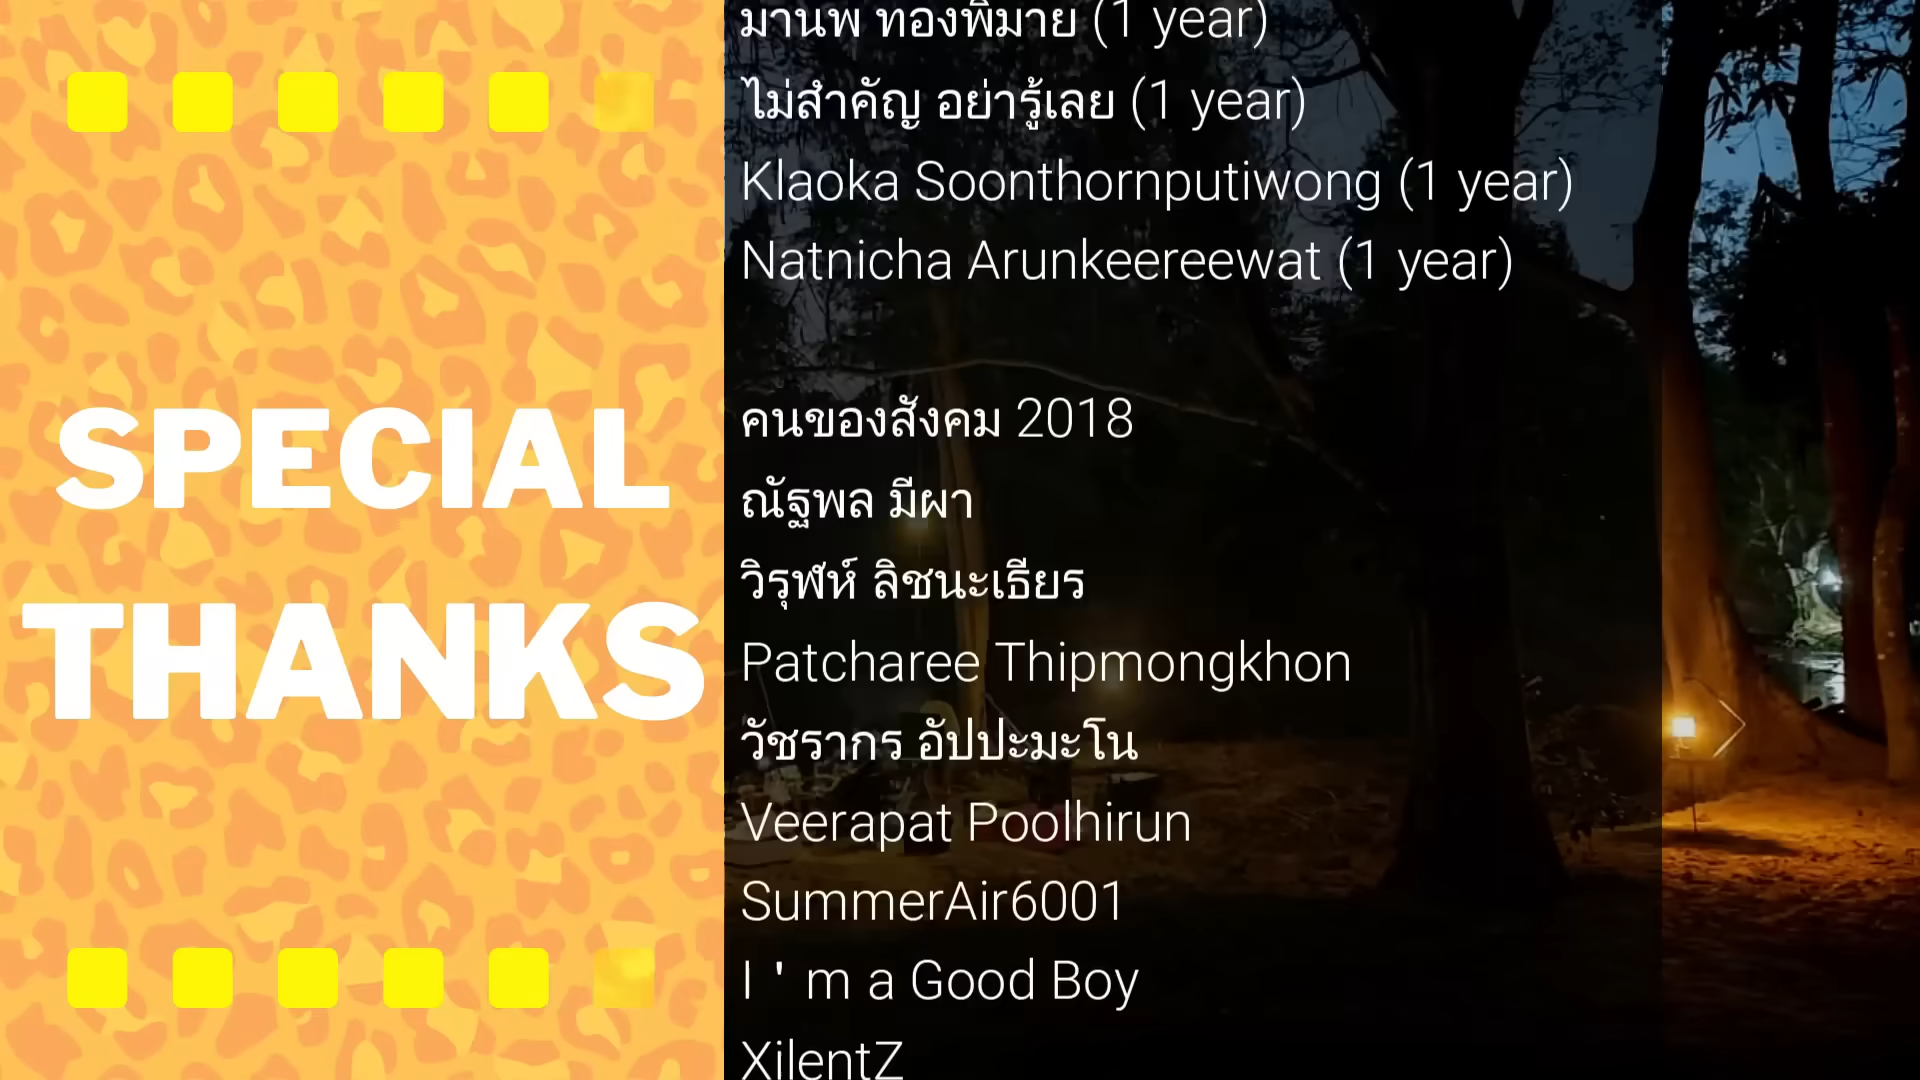 SPECIAL
THANKS
มานพ ทองพิมาย (1 year)
ไม่สำคัญ อย่ารู้เลย (1 year)
Klaoka Soonthornputiwong (1 year)
Natnicha Arunkeereewat (1 year)
คนของสังคม 2018
ณัฐพล มีผา
วิรุฬห์ ลิชนะเธียร
Patcharee Thipmongkhon
วัชรากร อัปปะมะโน
Veerapat Poolhirun
SummerAir6001
I ' m a Good Boy
XilentZ